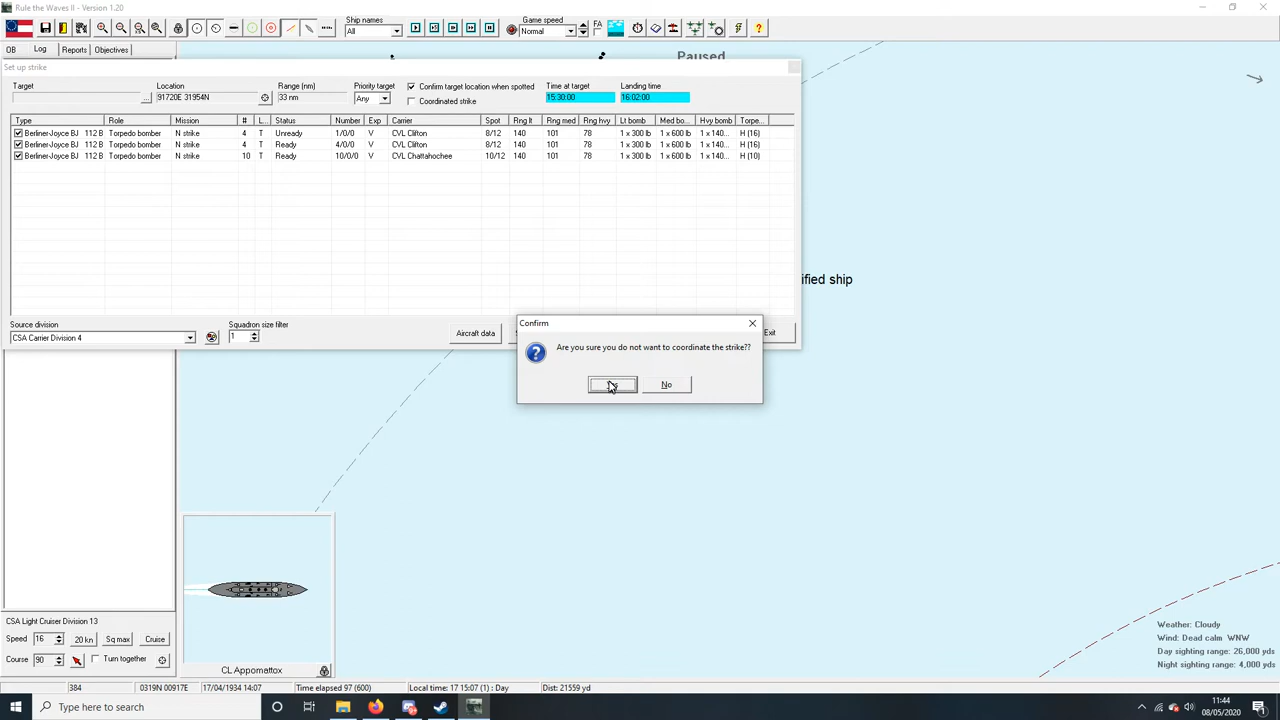 Rule the Waves II - Version 1.20
Ship names
All
Game speed
Normal
FA
OB Log Reports Objectives
Paused
Set up strike
Target
Location
91720E 31954N
Range (nm)
33 nm
Priority target
Any
Confirm target location when spotted
Coordinated strike
Time at target
15:30:00
Landing time
16:02:00
Type Role Mission # L... Status Number Exp Carrier Spot Rng lt Rng med Rng hvy Lt bomb Med bo... Hvy bomb Torpe...
Berliner-Joyce BJ 112 B Torpedo bomber N strike 4 T Unready 1/0/0 V CVL Clifton 8/12 140 101 78 1 x 300 lb 1 x 600 lb 1 x 140... H (16)
Berliner-Joyce BJ 112 B Torpedo bomber N strike 4 T Ready 4/0/0 V CVL Clifton 8/12 140 101 78 1 x 300 lb 1 x 600 lb 1 x 140... H (16)
Berliner-Joyce BJ 112 B Torpedo bomber N strike 10 T Ready 10/0/0 V CVL Chattahochee 10/12 140 101 78 1 x 300 lb 1 x 600 lb 1 x 140... H (10)
ified ship
Source division
CSA Carrier Division 4
Squadron size filter
1
Aircraft data
Exit
Confirm
Are you sure you do not want to coordinate the strike??
No
CSA Light Cruiser Division 13
Speed 16 20 kn Sq max Cruise
Course 90 Turn together
CL Appomattox
Weather: Cloudy
Wind: Dead calm WNW
Day sighting range: 26,000 yds
Night sighting range: 4,000 yds
384 0319N 00917E 17/04/1934 14:07 Time elapsed 97 (600) Local time: 17 15:07 (1) : Day Dist: 21559 yd
Type here to search
11:44
08/05/2020